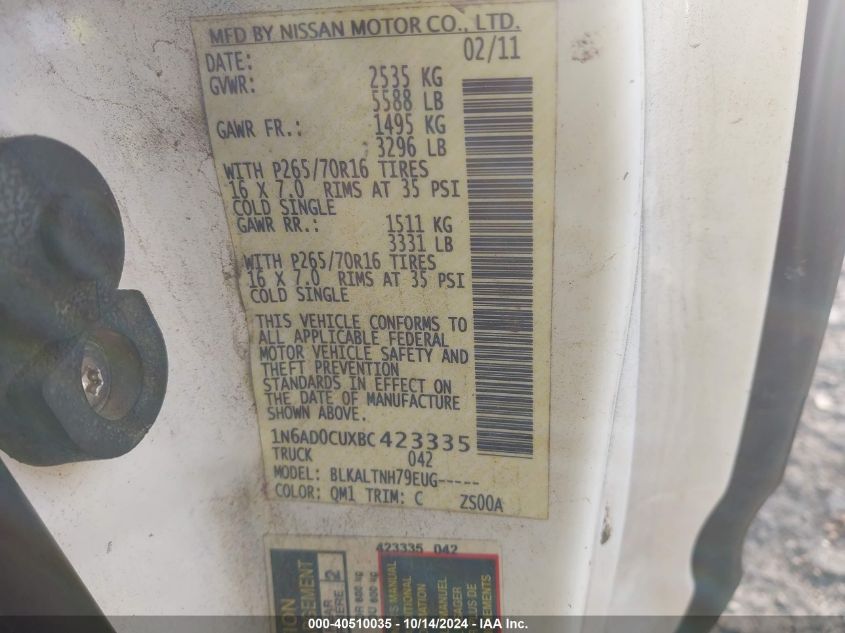 MFD BY NISSAN MOTOR CO., LTD.
DATE: 02/11
GVWR: 2535 KG
5588 LB
GAWR FR.: 1495 KG
3296 LB
WITH P265/70R16 TIRES
16 X 7.0 RIMS AT 35 PSI
COLD SINGLE
GAWR RR.: 1511 KG
3331 LB
WITH P265/70R16 TIRES
16 X 7.0 RIMS AT 35 PSI
COLD SINGLE
THIS VEHICLE CONFORMS TO
ALL APPLICABLE FEDERAL
MOTOR VEHICLE SAFETY AND
THEFT PREVENTION
STANDARDS IN EFFECT ON
THE DATE OF MANUFACTURE
SHOWN ABOVE.
1N6AD0CUXBC423335
TRUCK 042
MODEL: BLKALTNH79EUG-----
COLOR: QM1 TRIM: C ZS00A
423335 042
2
000-40510035 - 10/14/2024 - IAA Inc.